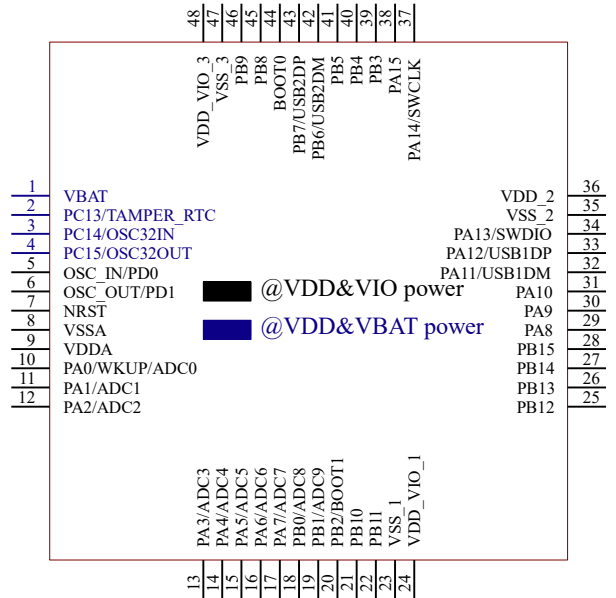 48
47
46
45
44
43
42
41
40
39
38
37
VDD_VIO_3
VSS_3
PB9
PB8
BOOT0
PB7/USB2DP
PB6/USB2DM
PB5
PB4
PB3
PA15
PA14/SWCLK
1 VBAT
2 PC13/TAMPER_RTC
3 PC14/OSC32IN
4 PC15/OSC32OUT
5 OSC_IN/PD0
6 OSC_OUT/PD1
7 NRST
8 VSSA
9 VDDA
10 PA0/WKUP/ADC0
11 PA1/ADC1
12 PA2/ADC2
@VDD&VIO power
@VDD&VBAT power
VDD_2 36
VSS_2 35
PA13/SWDIO 34
PA12/USB1DP 33
PA11/USB1DM 32
PA10 31
PA9 30
PA8 29
PB15 28
PB14 27
PB13 26
PB12 25
PA3/ADC3
PA4/ADC4
PA5/ADC5
PA6/ADC6
PA7/ADC7
PB0/ADC8
PB1/ADC9
PB2/BOOT1
PB10
PB11
VSS_1
VDD_VIO_1
13
14
15
16
17
18
19
20
21
22
23
24